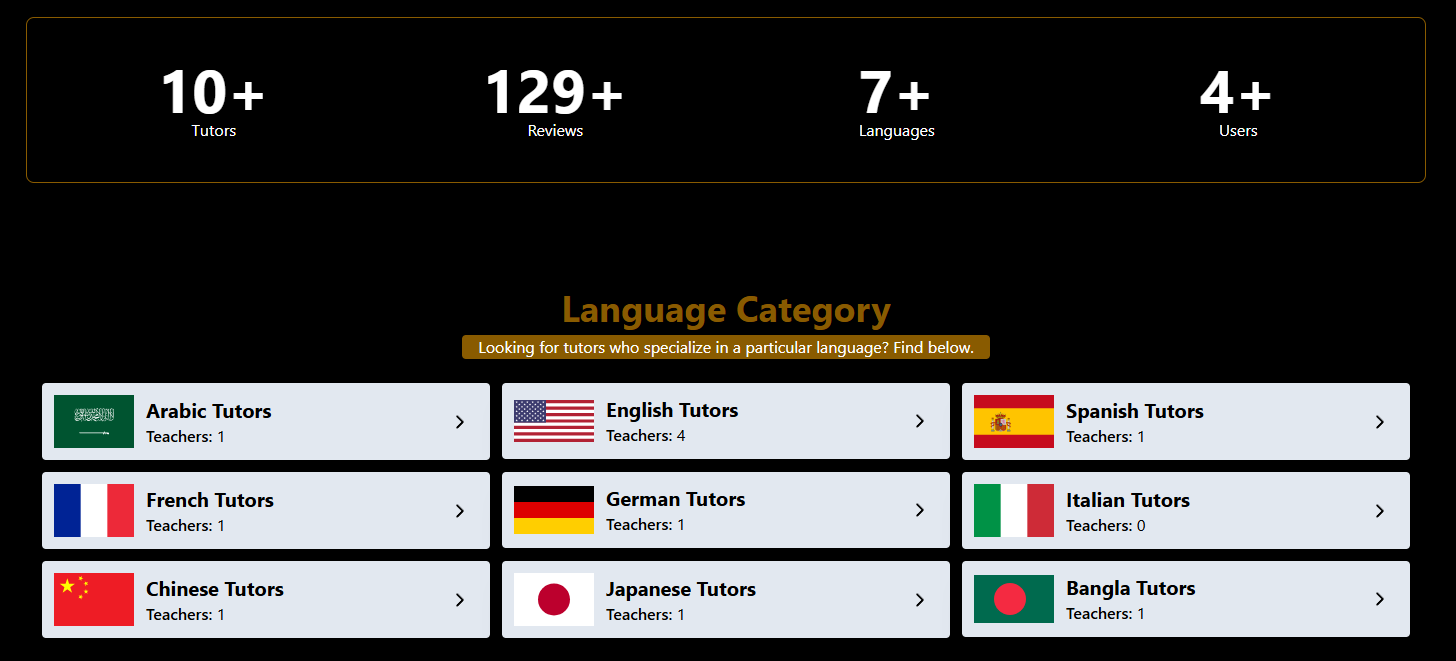 10+
Tutors
129+
Reviews
7+
Languages
4+
Users
Language Category
Looking for tutors who specialize in a particular language? Find below.
Arabic Tutors
Teachers: 1
English Tutors
Teachers: 4
Spanish Tutors
Teachers: 1
French Tutors
Teachers: 1
German Tutors
Teachers: 1
Italian Tutors
Teachers: 0
Chinese Tutors
Teachers: 1
Japanese Tutors
Teachers: 1
Bangla Tutors
Teachers: 1